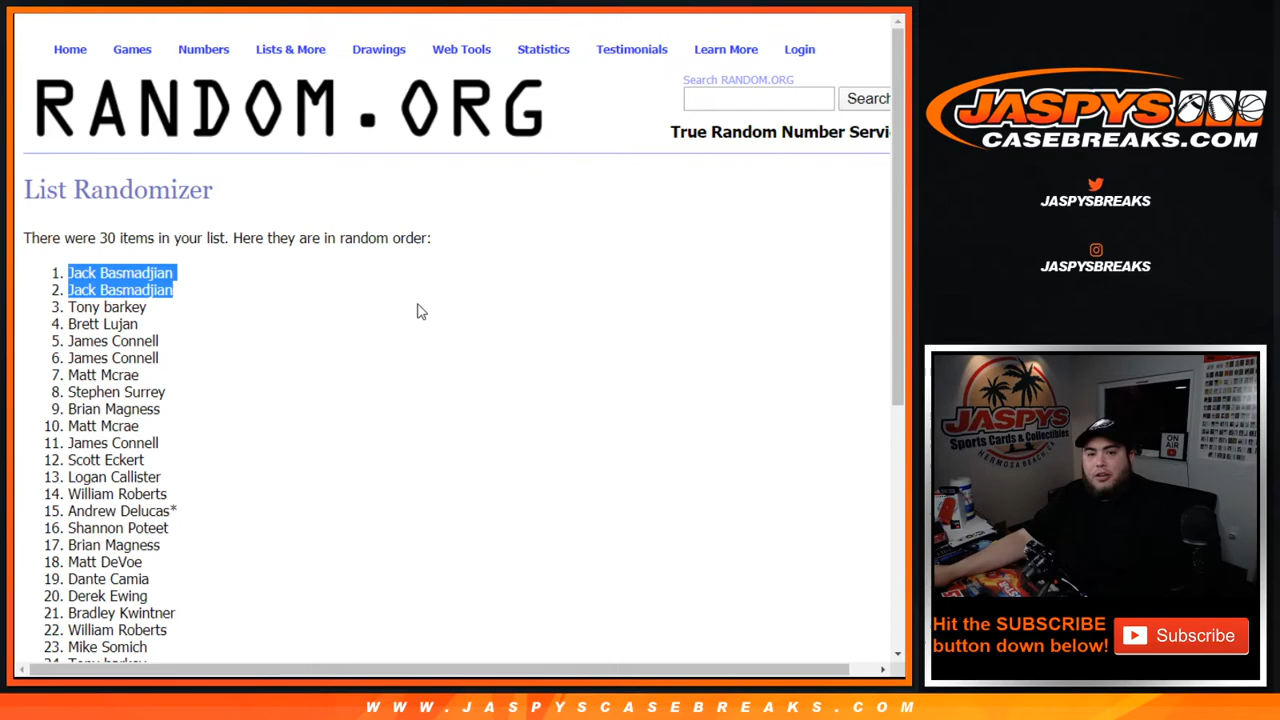 Home Games Numbers Lists & More Drawings Web Tools Statistics Testimonials Learn More Login
RANDOM.ORG
Search RANDOM.ORG
Search
True Random Number Servi
List Randomizer
There were 30 items in your list. Here they are in random order:
1. Jack Basmadjian
2. Jack Basmadjian
3. Tony barkey
4. Brett Lujan
5. James Connell
6. James Connell
7. Matt Mcrae
8. Stephen Surrey
9. Brian Magness
10. Matt Mcrae
11. James Connell
12. Scott Eckert
13. Logan Callister
14. William Roberts
15. Andrew Delucas*
16. Shannon Poteet
17. Brian Magness
18. Matt DeVoe
19. Dante Camia
20. Derek Ewing
21. Bradley Kwintner
22. William Roberts
23. Mike Somich
24. Tony barkey
JASPYS
CASEBREAKS.COM
JASPYSBREAKS
JASPYSBREAKS
JASPYS
Sports Cards & Collectibles
HERMOSA BEACH, CA
ON
AIR
Hit the SUBSCRIBE
button down below!
Subscribe
WWW.JASPYSCASEBREAKS.COM